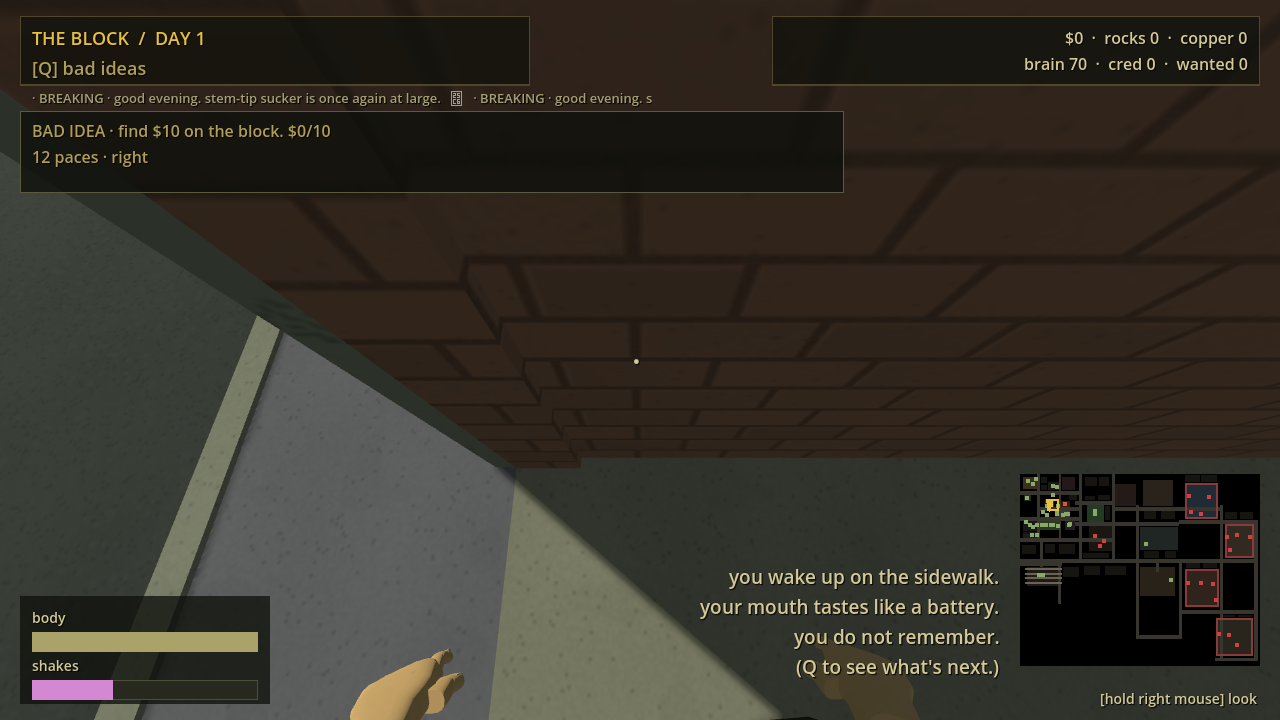 THE BLOCK / DAY 1
[Q] bad ideas
$0 · rocks 0 · copper 0
brain 70 · cred 0 · wanted 0
· BREAKING · good evening. stem-tip sucker is once again at large. · BREAKING · good evening. s
BAD IDEA · find $10 on the block. $0/10
12 paces · right
you wake up on the sidewalk.
your mouth tastes like a battery.
you do not remember.
(Q to see what's next.)
body
shakes
[hold right mouse] look